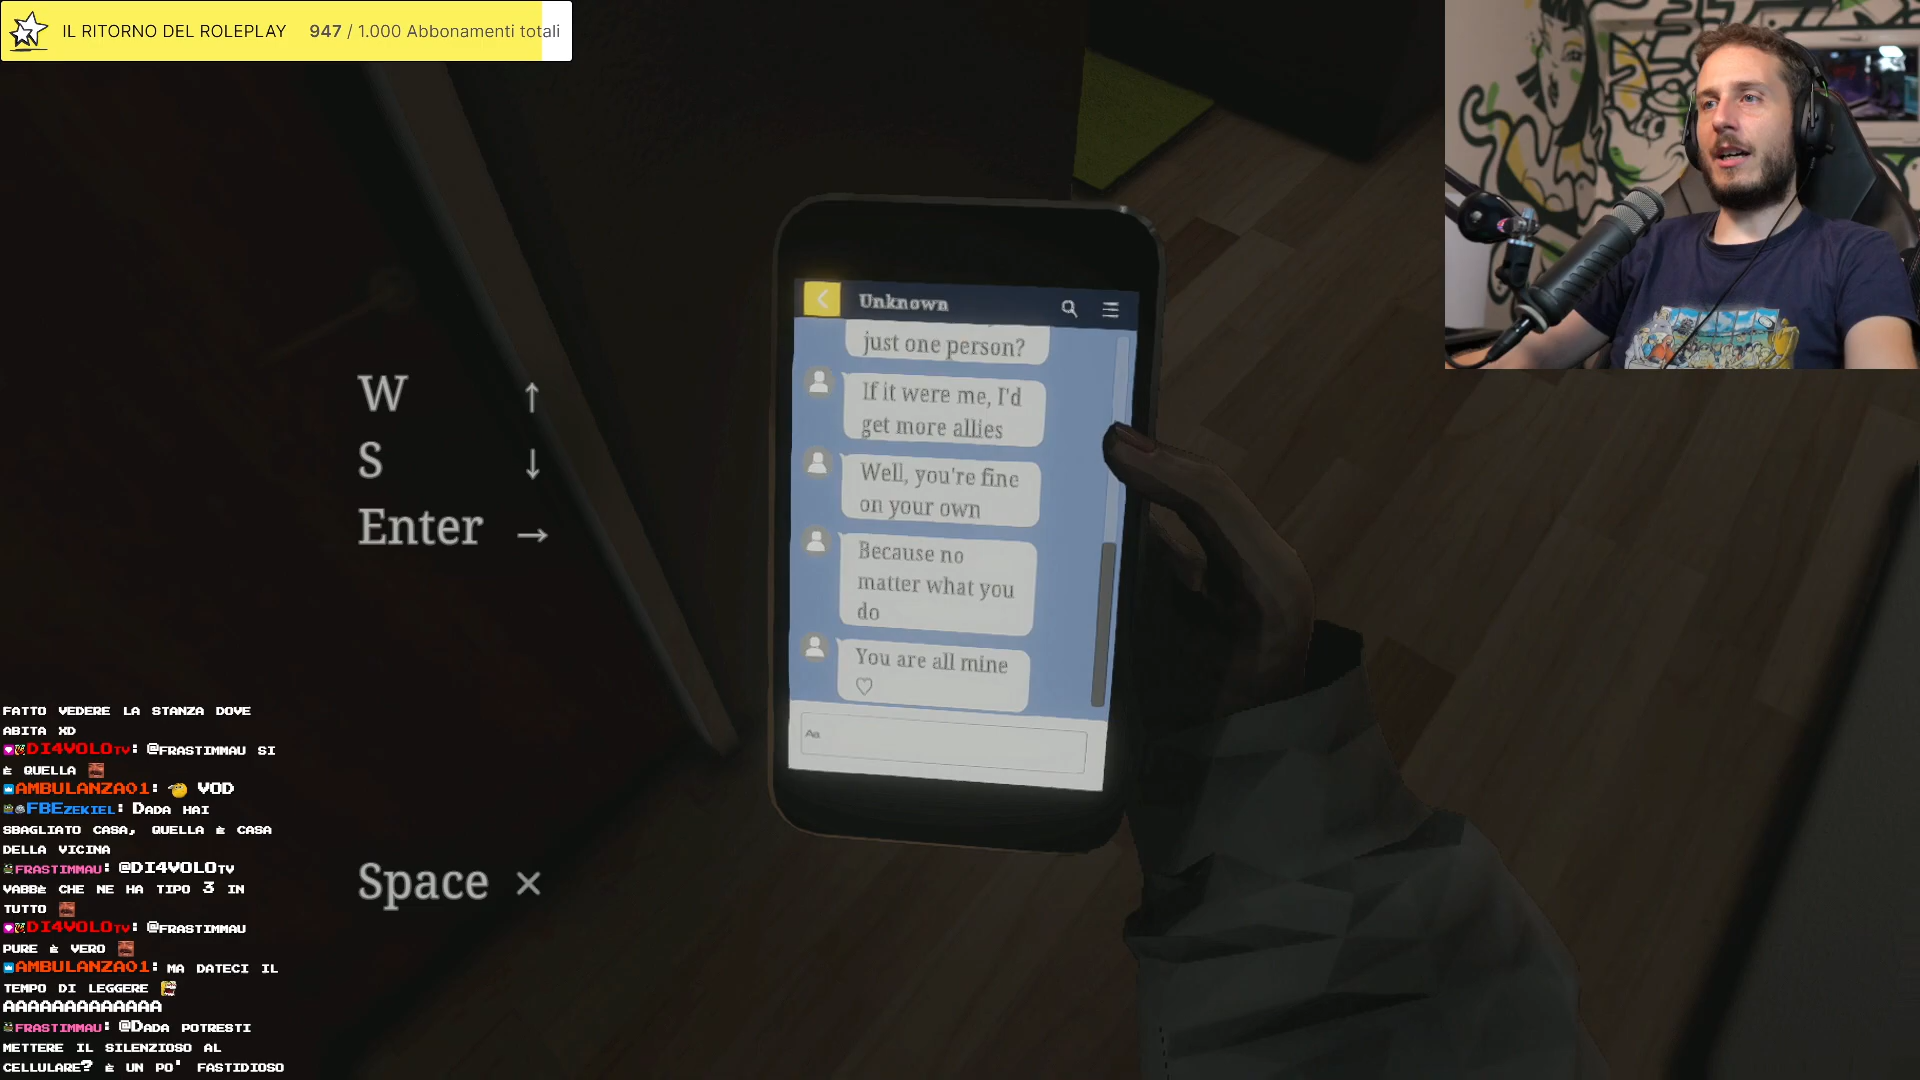 IL RITORNO DEL ROLEPLAY 947 / 1.000 Abbonamenti totali
Unknown
just one person?
If it were me, I'd
get more allies
Well, you're fine
on your own
Because no
matter what you
do
You are all mine
♡
Aa
W ↑
S ↓
Enter →
Space ×
FATTO VEDERE LA STANZA DOVE
ABITA XD
DI4VOLOTV: @FRASTIMMAU SI
È QUELLA
AMBULANZA01: VOD
FBEZEKIEL: DADA HAI
SBAGLIATO CASA, QUELLA È CASA
DELLA VICINA
FRASTIMMAU: @DI4VOLOTV
VABBÈ CHE NE HA TIPO 3 IN
TUTTO
DI4VOLOTV: @FRASTIMMAU
PURE È VERO
AMBULANZA01: MA DATECI IL
TEMPO DI LEGGERE
AAAAAAAAAAAAA
FRASTIMMAU: @DADA POTRESTI
METTERE IL SILENZIOSO AL
CELLULARE? È UN PO' FASTIDIOSO